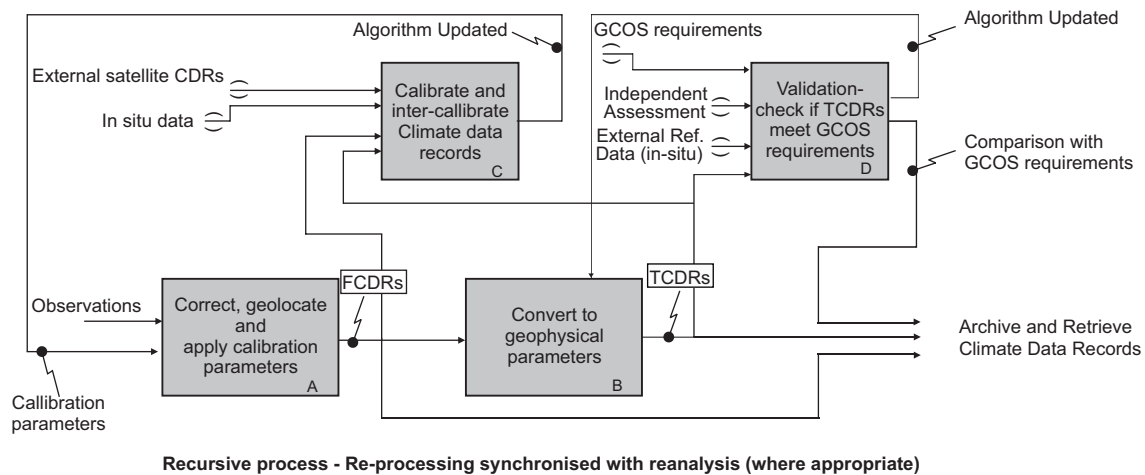 Algorithm Updated
GCOS requirements
Algorithm Updated
External satellite CDRs
In situ data
Calibrate and
inter-callibrate
Climate data
records
C
Independent
Assessment
External Ref.
Data (in-situ)
Validation-
check if TCDRs
meet GCOS
requirements
D
Comparison with
GCOS requirements
Observations
Correct, geolocate
and
apply calibration
parameters
A
FCDRs
Convert to
geophysical
parameters
B
TCDRs
Archive and Retrieve
Climate Data Records
Callibration
parameters
Recursive process - Re-processing synchronised with reanalysis (where appropriate)